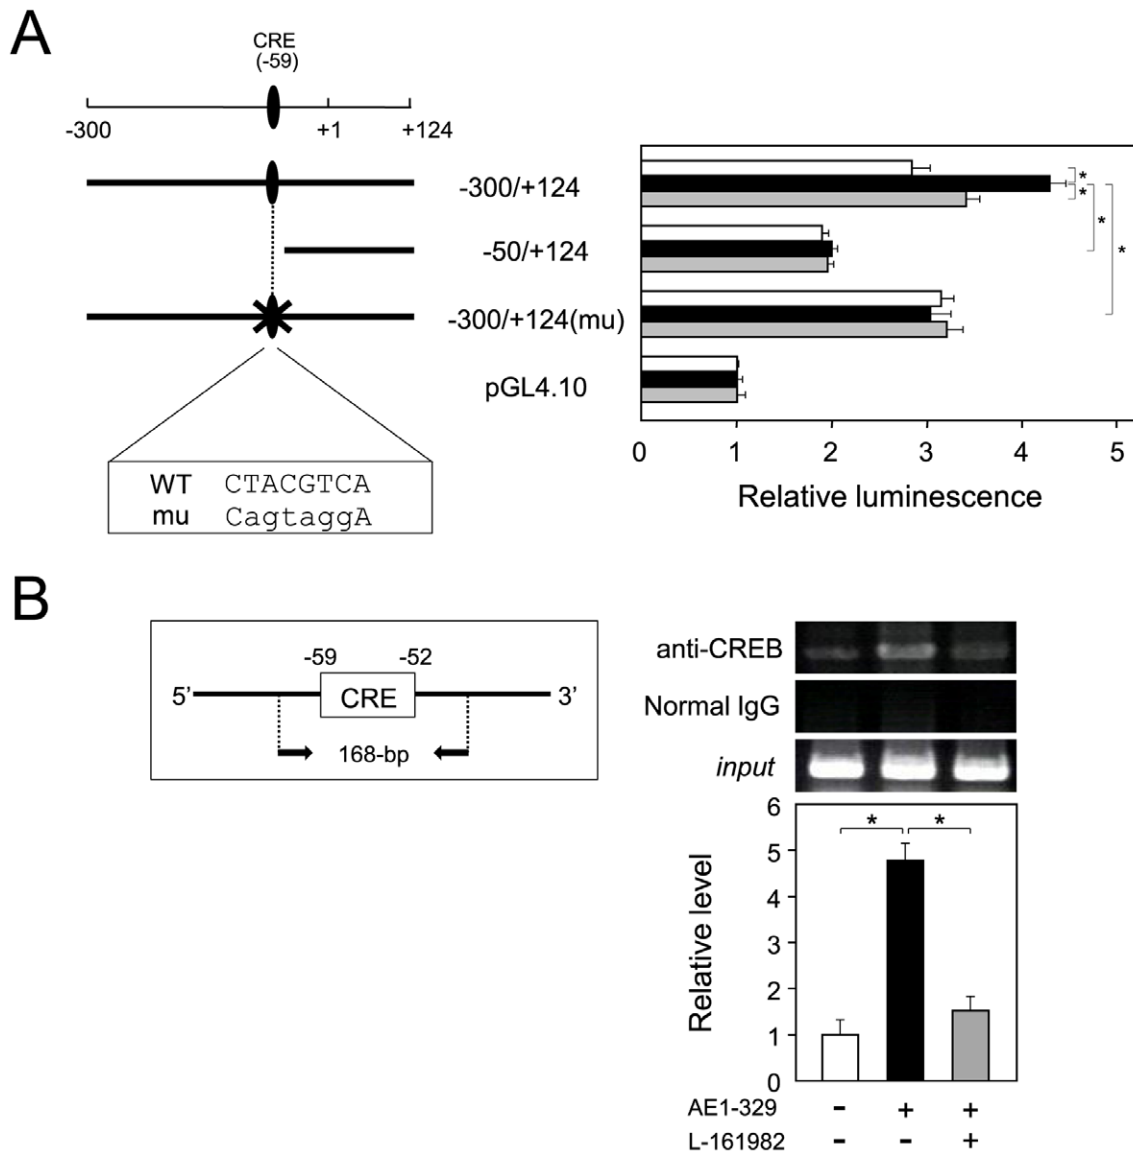 A
CRE
(-59)
-300
+1
+124
-300/+124
-50/+124
-300/+124(mu)
pGL4.10
*
*
*
*
0 1 2 3 4 5
Relative luminescence
WT CTACGTCA
mu CagtaggA
B
-59 -52
5’ CRE 3’
168-bp
anti-CREB
Normal IgG
input
6
5
4
3
2
1
0
Relative level
* *
AE1-329 - + +
L-161982 - - +